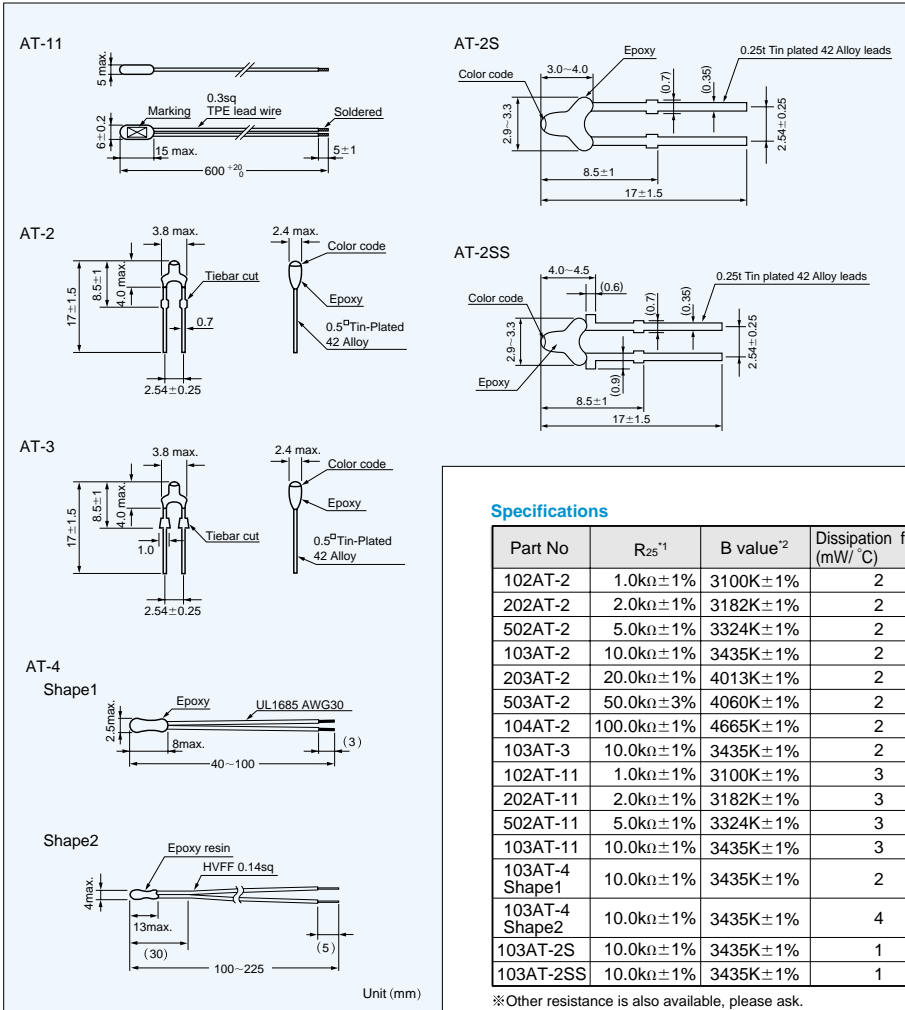 AT-11
5 max.
0.3sq
TPE lead wire
Marking
Soldered
6±0.2
15 max.
5±1
600 +20 0
AT-2
3.8 max.
2.4 max.
Color code
17±1.5
8.5±1
4.0 max.
Tiebar cut
Epoxy
0.7
0.5□Tin-Plated
42 Alloy
2.54±0.25
AT-3
3.8 max.
2.4 max.
Color code
17±1.5
8.5±1
4.0 max.
Epoxy
Tiebar cut
1.0
0.5□Tin-Plated
42 Alloy
2.54±0.25
AT-4
Shape1
Epoxy
UL1685 AWG30
2.5max.
8max.
(3)
40~100
Shape2
Epoxy resin
HVFF 0.14sq
4max.
13max.
(30)
(5)
100~225
Unit (mm)
AT-2S
Epoxy
0.25t Tin plated 42 Alloy leads
Color code
3.0~4.0
(0.7)
(0.35)
2.9~3.3
2.54±0.25
8.5±1
17±1.5
AT-2SS
4.0~4.5
0.25t Tin plated 42 Alloy leads
Color code
(0.6)
(0.7)
(0.35)
2.9~3.3
2.54±0.25
Epoxy
(0.9)
8.5±1
17±1.5
Specifications
Part No R25*1 B value*2 Dissipation f
(mW/ °C)
102AT-2 1.0kΩ±1% 3100K±1% 2
202AT-2 2.0kΩ±1% 3182K±1% 2
502AT-2 5.0kΩ±1% 3324K±1% 2
103AT-2 10.0kΩ±1% 3435K±1% 2
203AT-2 20.0kΩ±1% 4013K±1% 2
503AT-2 50.0kΩ±3% 4060K±1% 2
104AT-2 100.0kΩ±1% 4665K±1% 2
103AT-3 10.0kΩ±1% 3435K±1% 2
102AT-11 1.0kΩ±1% 3100K±1% 3
202AT-11 2.0kΩ±1% 3182K±1% 3
502AT-11 5.0kΩ±1% 3324K±1% 3
103AT-11 10.0kΩ±1% 3435K±1% 3
103AT-4
Shape1 10.0kΩ±1% 3435K±1% 2
103AT-4
Shape2 10.0kΩ±1% 3435K±1% 4
103AT-2S 10.0kΩ±1% 3435K±1% 1
103AT-2SS 10.0kΩ±1% 3435K±1% 1
※Other resistance is also available, please ask.